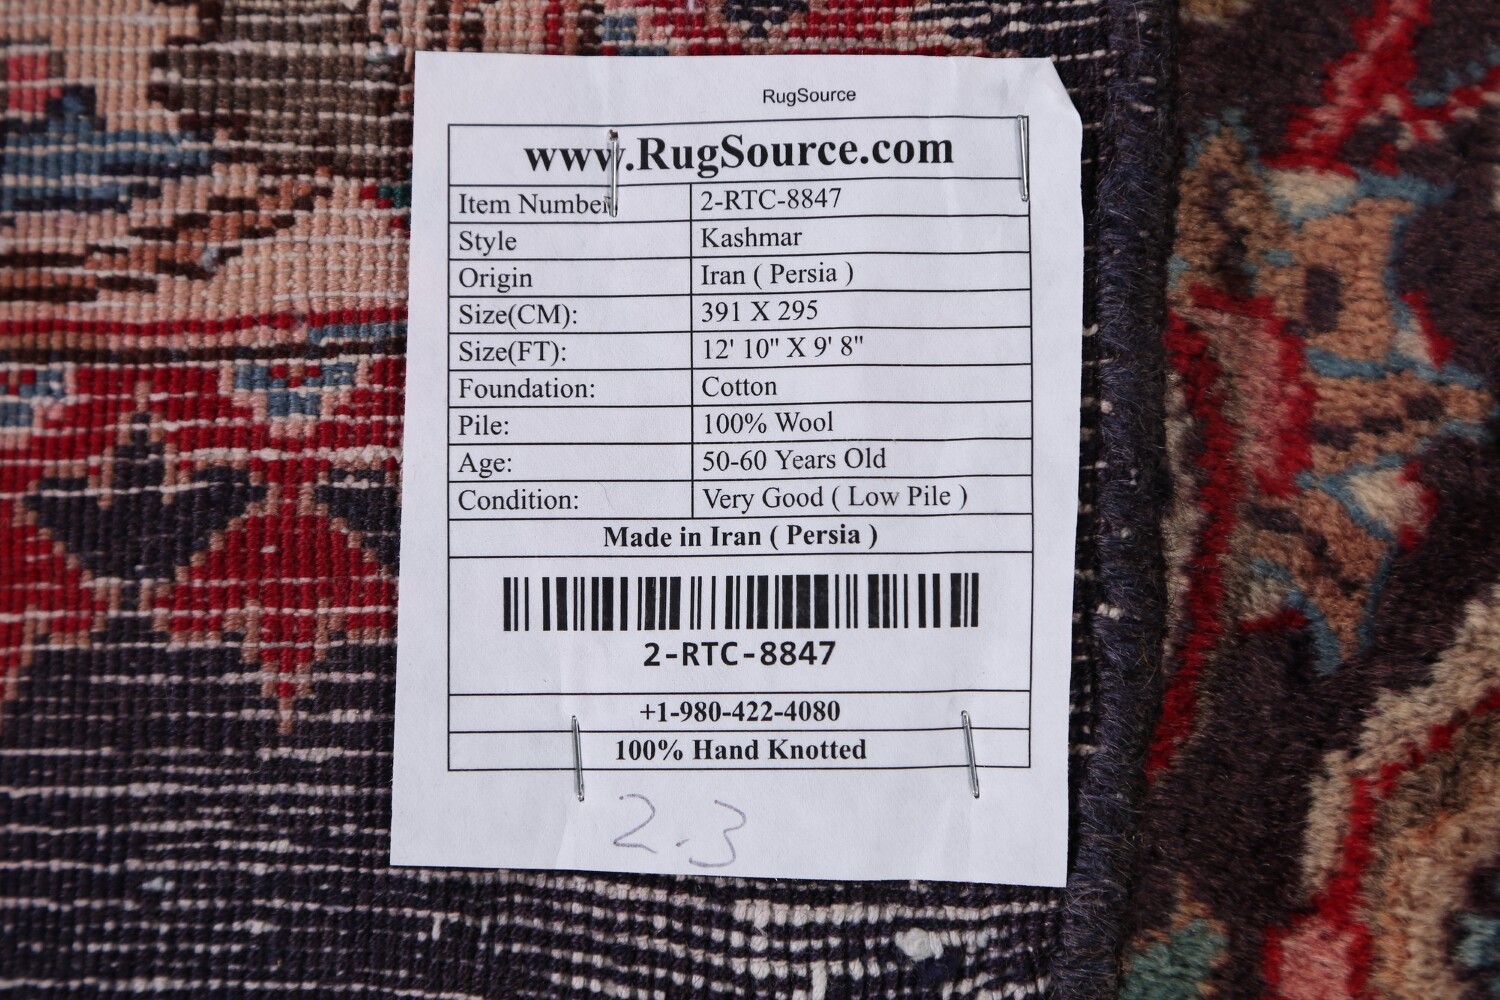 RugSource
www.RugSource.com
Item Number 2-RTC-8847
Style Kashmar
Origin Iran ( Persia )
Size(CM): 391 X 295
Size(FT): 12' 10" X 9' 8"
Foundation: Cotton
Pile: 100% Wool
Age: 50-60 Years Old
Condition: Very Good ( Low Pile )
Made in Iran ( Persia )
2-RTC-8847
+1-980-422-4080
100% Hand Knotted
2.3